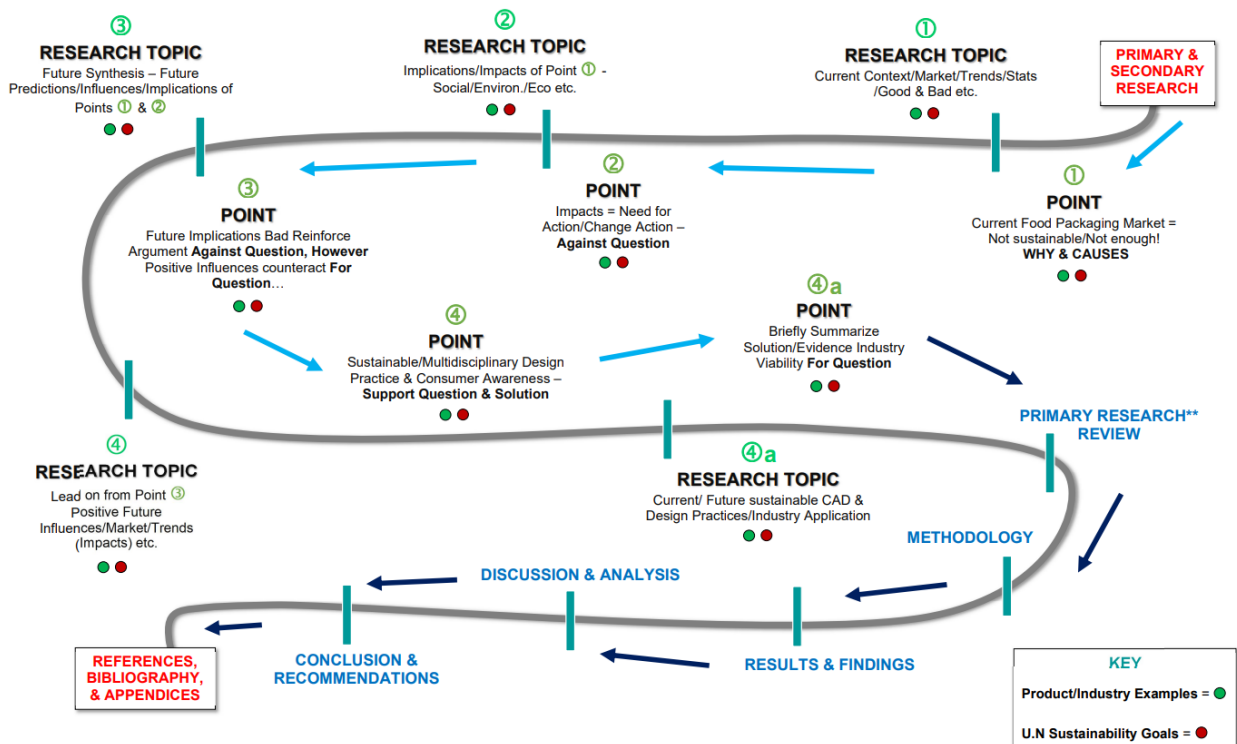 ③
RESEARCH TOPIC
Future Synthesis – Future
Predictions/Influences/Implications of
Points ① & ②
②
RESEARCH TOPIC
Implications/Impacts of Point ① -
Social/Environ./Eco etc.
①
RESEARCH TOPIC
Current Context/Market/Trends/Stats
/Good & Bad etc.
PRIMARY &
SECONDARY
RESEARCH
③
POINT
Future Implications Bad Reinforce
Argument Against Question, However
Positive Influences counteract For
Question…
②
POINT
Impacts = Need for
Action/Change Action –
Against Question
①
POINT
Current Food Packaging Market =
Not sustainable/Not enough!
WHY & CAUSES
④
POINT
Sustainable/Multidisciplinary Design
Practice & Consumer Awareness –
Support Question & Solution
④a
POINT
Briefly Summarize
Solution/Evidence Industry
Viability For Question
PRIMARY RESEARCH**
REVIEW
④
RESEARCH TOPIC
Lead on from Point ③
Positive Future
Influences/Market/Trends
(Impacts) etc.
④a
RESEARCH TOPIC
Current/ Future sustainable CAD &
Design Practices/Industry Application
METHODOLOGY
DISCUSSION & ANALYSIS
RESULTS & FINDINGS
CONCLUSION &
RECOMMENDATIONS
REFERENCES,
BIBLIOGRAPHY,
& APPENDICES
KEY
Product/Industry Examples =
U.N Sustainability Goals =